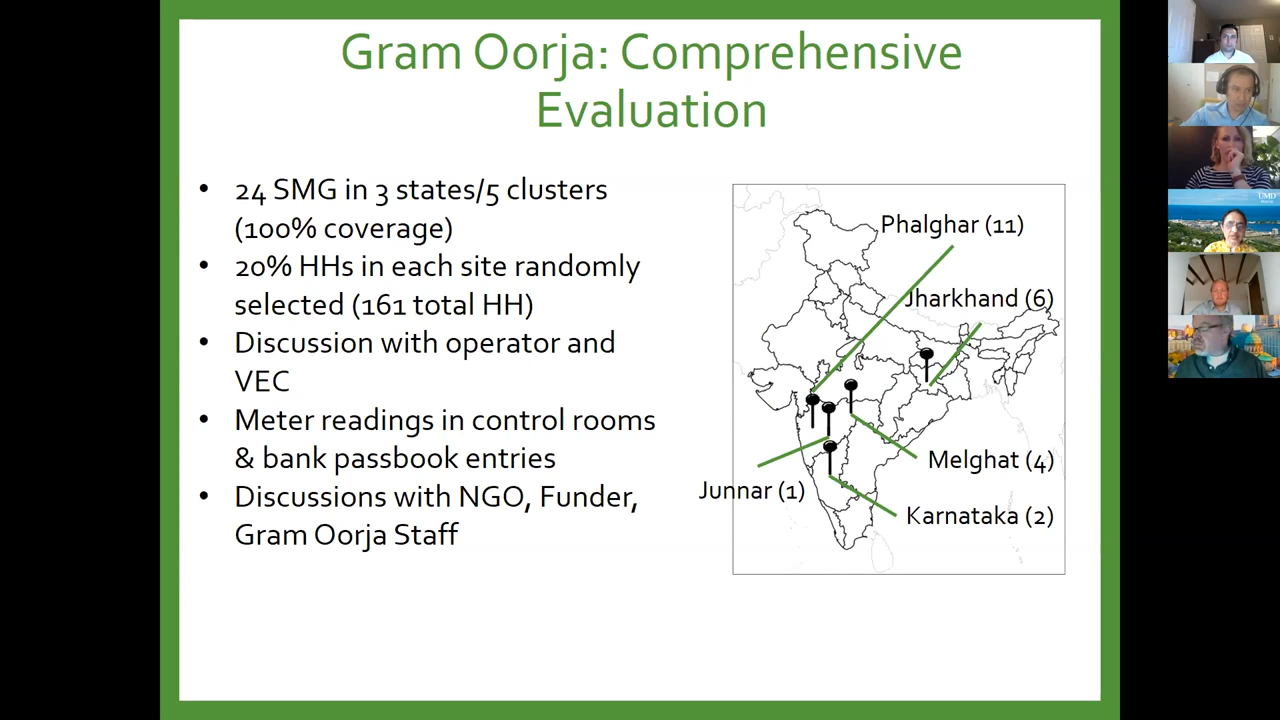 Gram Oorja: Comprehensive
Evaluation
• 24 SMG in 3 states/5 clusters
(100% coverage)
• 20% HHs in each site randomly
selected (161 total HH)
• Discussion with operator and
VEC
• Meter readings in control rooms
& bank passbook entries
• Discussions with NGO, Funder,
Gram Oorja Staff
Phalghar (11)
Jharkhand (6)
Melghat (4)
Junnar (1)
Karnataka (2)
UMD